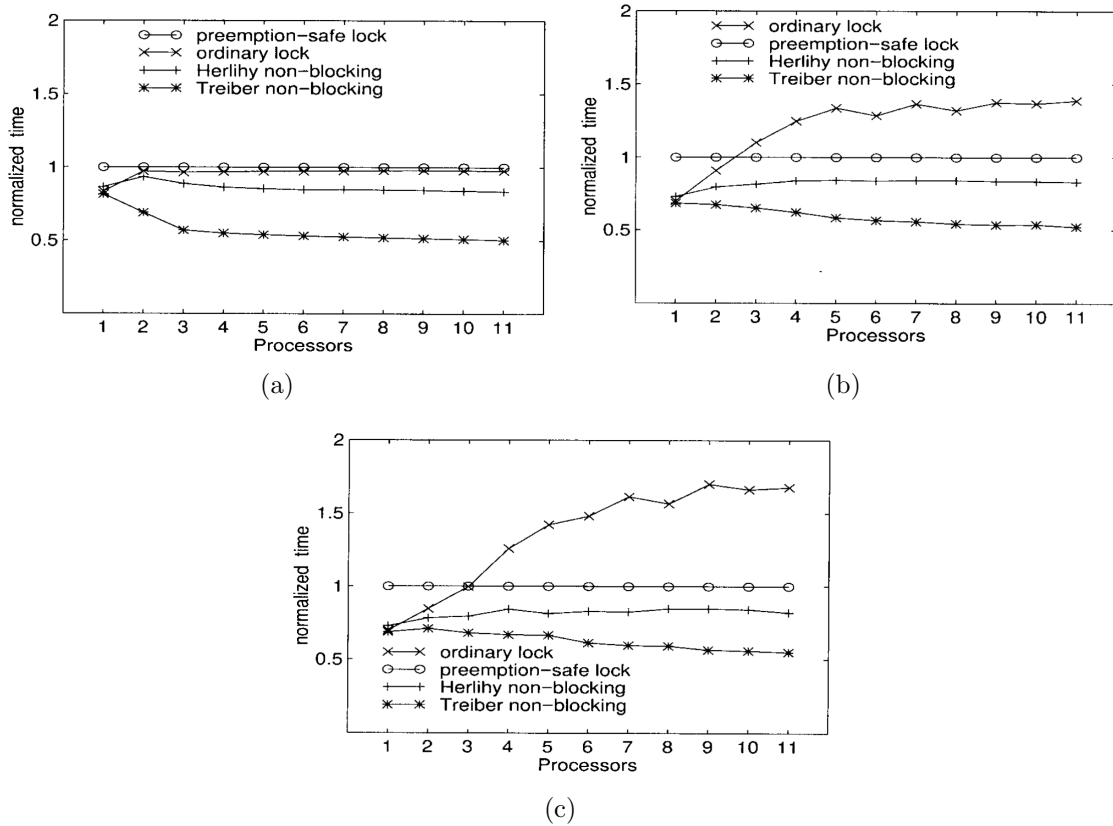 2
1.5
1
0.5
normalized time
preemption-safe lock
ordinary lock
Herlihy non-blocking
Treiber non-blocking
1 2 3 4 5 6 7 8 9 10 11
Processors
(a)
2
1.5
1
0.5
normalized time
ordinary lock
preemption-safe lock
Herlihy non-blocking
Treiber non-blocking
1 2 3 4 5 6 7 8 9 10 11
Processors
(b)
2
1.5
1
0.5
normalized time
ordinary lock
preemption-safe lock
Herlihy non-blocking
Treiber non-blocking
1 2 3 4 5 6 7 8 9 10 11
Processors
(c)